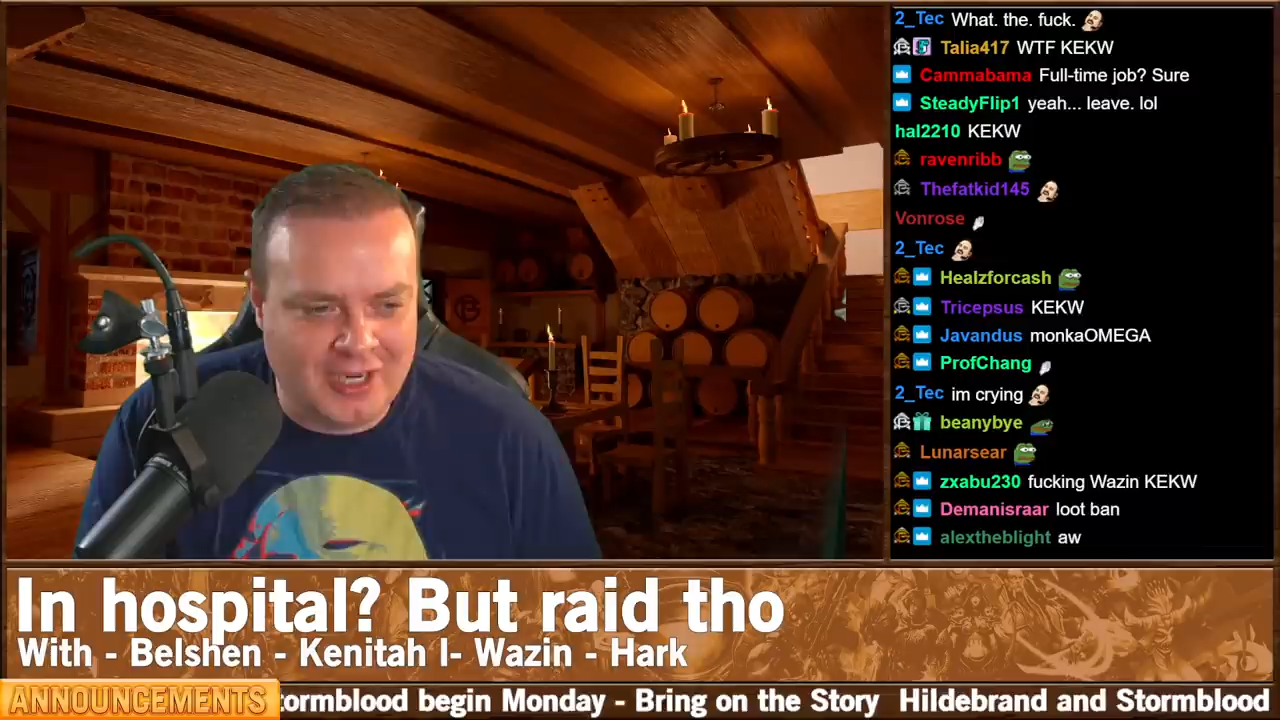 2_Tec What. the. fuck.
Talia417 WTF KEKW
Cammabama Full-time job? Sure
SteadyFlip1 yeah... leave. lol
hal2210 KEKW
ravenribb
Thefatkid145
Vonrose
2_Tec
Healzforcash
Tricepsus KEKW
Javandus monkaOMEGA
ProfChang
2_Tec im crying
beanybye
Lunarsear
zxabu230 fucking Wazin KEKW
Demanisraar loot ban
alextheblight aw
In hospital? But raid tho
With - Belshen - Kenitah I- Wazin - Hark
ANNOUNCEMENTS tormblood begin Monday - Bring on the Story Hildebrand and Stormblood